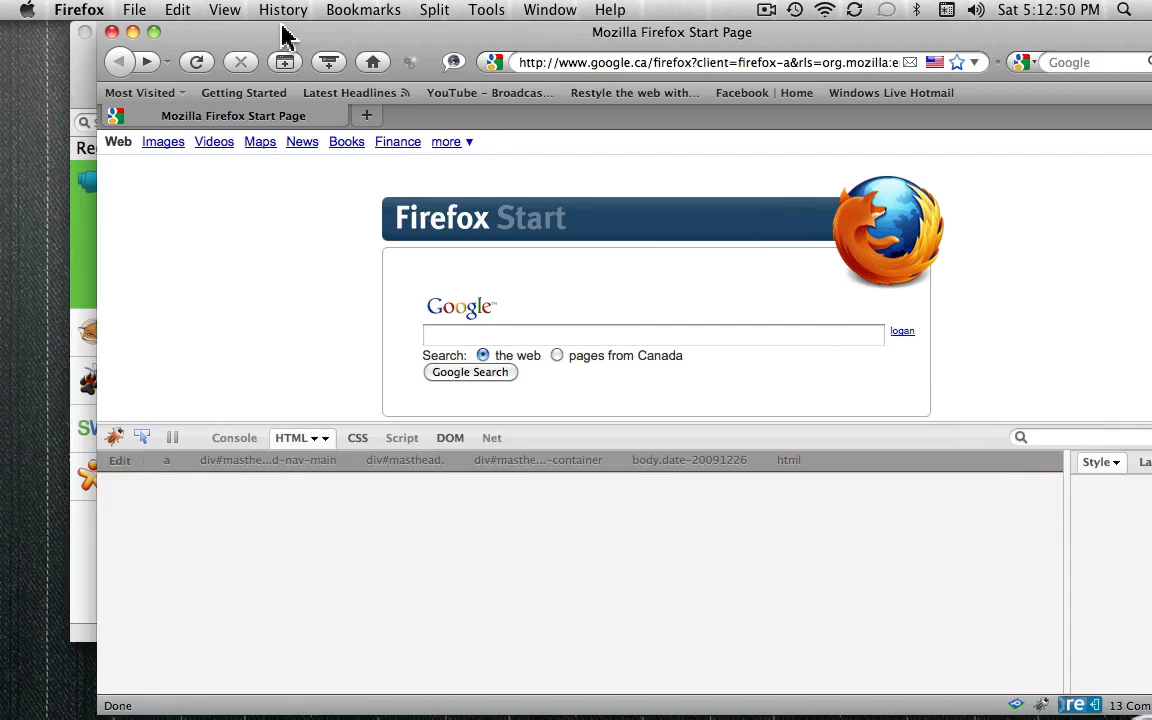 Firefox File Edit View History Bookmarks Split Tools Window Help Sat 5:12:50 PM
Mozilla Firefox Start Page
http://www.google.ca/firefox?client=firefox-a&rls=org.mozilla:e Google
Most Visited Getting Started Latest Headlines YouTube - Broadcas... Restyle the web with... Facebook | Home Windows Live Hotmail
Mozilla Firefox Start Page
Web Images Videos Maps News Books Finance more ▼
Re
Firefox Start
Google™
logan
Search: the web pages from Canada
Google Search
Console HTML CSS Script DOM Net
Edit a div#masthe...d-nav-main div#masthead. div#masthe...-container body.date-20091226 html Style La
Done re 13 Com